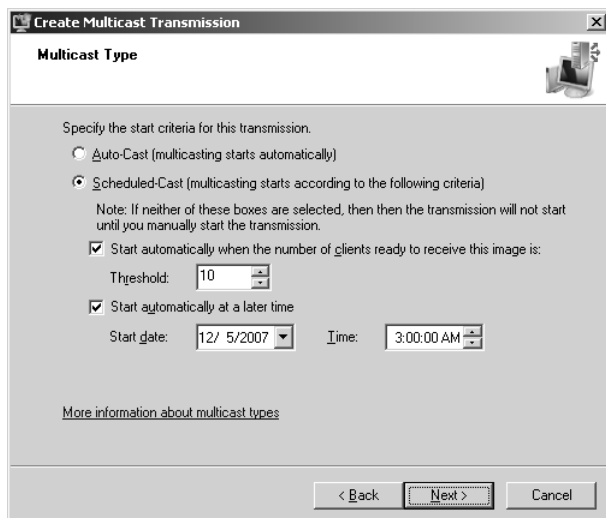 Create Multicast Transmission
Multicast Type
Specify the start criteria for this transmission.
Auto-Cast (multicasting starts automatically)
Scheduled-Cast (multicasting starts according to the following criteria)
Note: If neither of these boxes are selected, then then the transmission will not start
until you manually start the transmission.
Start automatically when the number of clients ready to receive this image is:
Threshold: 10
Start automatically at a later time
Start date: 12/ 5/2007 Time: 3:00:00 AM
More information about multicast types
< Back Next > Cancel